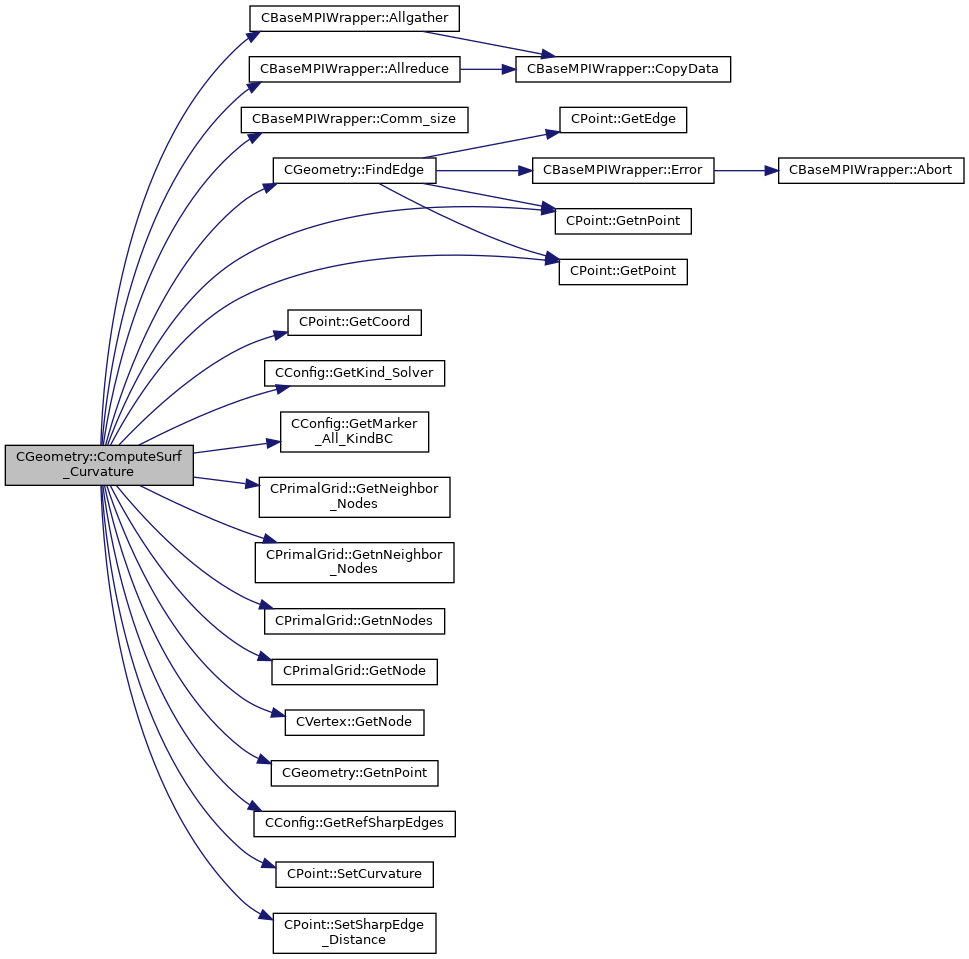 CBaseMPIWrapper::Allgather
CBaseMPIWrapper::Allreduce
CBaseMPIWrapper::CopyData
CBaseMPIWrapper::Comm_size
CPoint::GetEdge
CGeometry::FindEdge
CBaseMPIWrapper::Error
CBaseMPIWrapper::Abort
CPoint::GetnPoint
CPoint::GetPoint
CPoint::GetCoord
CConfig::GetKind_Solver
CConfig::GetMarker
_All_KindBC
CGeometry::ComputeSurf
_Curvature
CPrimalGrid::GetNeighbor
_Nodes
CPrimalGrid::GetnNeighbor
_Nodes
CPrimalGrid::GetnNodes
CPrimalGrid::GetNode
CVertex::GetNode
CGeometry::GetnPoint
CConfig::GetRefSharpEdges
CPoint::SetCurvature
CPoint::SetSharpEdge
_Distance